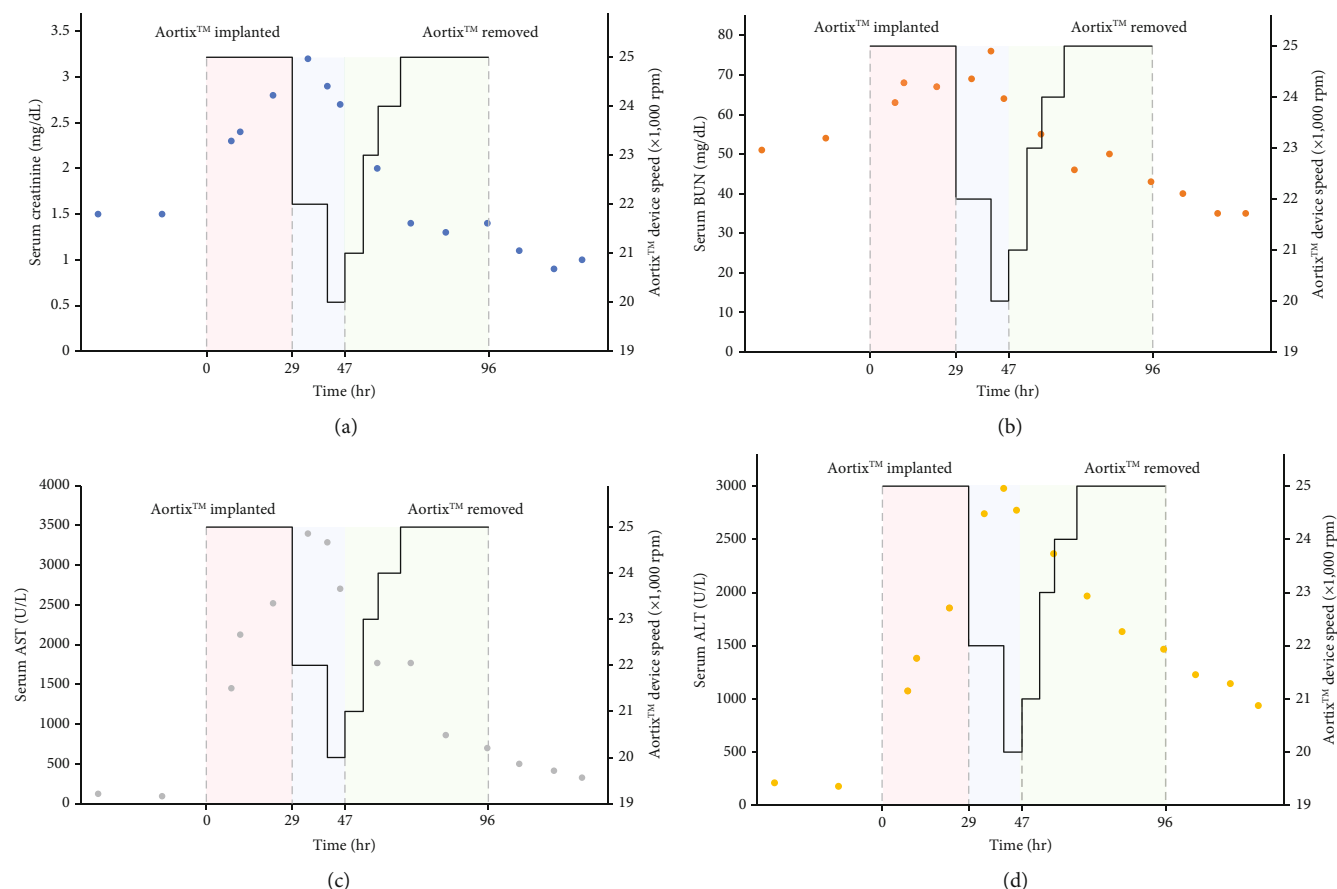 Aortix™ implanted
Aortix™ removed
Serum creatinine (mg/dL)
3.5
3
2.5
2
1.5
1
0.5
0
25
24
23
22
21
20
19
Aortix™ device speed (×1,000 rpm)
0 29 47 96
Time (hr)
(a)
Aortix™ implanted
Aortix™ removed
Serum BUN (mg/dL)
80
70
60
50
40
30
20
10
0
25
24
23
22
21
20
19
Aortix™ device speed (×1,000 rpm)
0 29 47 96
Time (hr)
(b)
Aortix™ implanted
Aortix™ removed
Serum AST (U/L)
4000
3500
3000
2500
2000
1500
1000
500
0
25
24
23
22
21
20
19
Aortix™ device speed (×1,000 rpm)
0 29 47 96
Time (hr)
(c)
Aortix™ implanted
Aortix™ removed
Serum ALT (U/L)
3000
2500
2000
1500
1000
500
0
25
24
23
22
21
20
19
Aortix™ device speed (×1,000 rpm)
0 29 47 96
Time (hr)
(d)